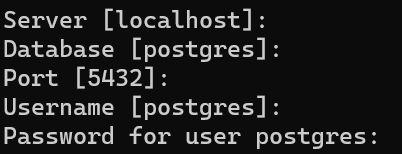 Server [localhost]:
Database [postgres]:
Port [5432]:
Username [postgres]:
Password for user postgres: